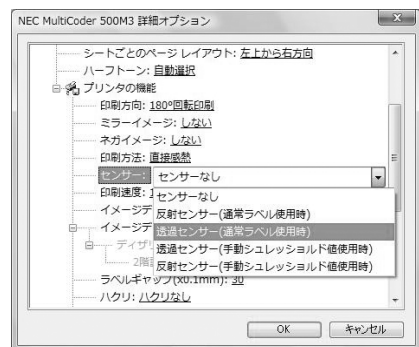 NEC MultiCoder 500M3 詳細オプション
シートごとのページ レイアウト: 左上から右方向
ハーフトーン: 自動選択
プリンタの機能
印刷方向: 180º回転印刷
ミラーイメージ: しない
ネガイメージ: しない
印刷方法: 直接感熱
センサー: センサーなし
印刷速度:
センサーなし
イメージデ
反射センサー(通常ラベル使用時)
イメージデ
透過センサー(通常ラベル使用時)
ディザリ
透過センサー(手動シュレッショルド値使用時)
2階
反射センサー(手動シュレッショルド値使用時)
ラベルギャップ(x0.1mm): 30
ハクリ: ハクリなし
OK
キャンセル